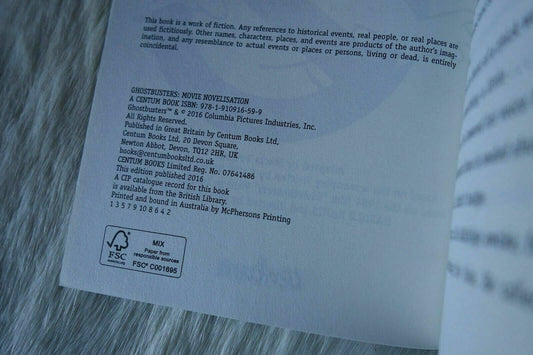 This book is a work of fiction. Any references to historical events, real people, or real places are
used fictitiously. Other names, characters, places, and events are products of the author's imag-
ination, and any resemblance to actual events or places or persons, living or dead, is entirely
coincidental.
GHOSTBUSTERS: MOVIE NOVELISATION
A CENTUM BOOK ISBN: 978-1-910916-59-9
Ghostbusters™ & © 2016 Columbia Pictures Industries, Inc.
All Rights Reserved.
Published in Great Britain by Centum Books Ltd,
Centum Books Ltd, 20 Devon Square,
Newton Abbot, Devon, TQ12 2HR, UK
books@centumbooksltd.co.uk
CENTUM BOOKS Limited Reg. No. 07641486
This edition published 2016
A CIP catalogue record for this book
is available from the British Library.
Printed and bound in Australia by McPhersons Printing
1 3 5 7 9 10 8 6 4 2
FSC
MIX
Paper from
responsible sources
FSC® C001695